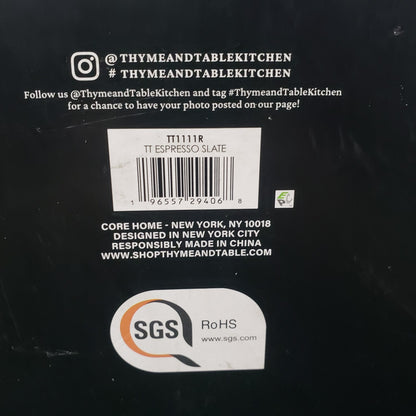 @THYMEANDTABLEKITCHEN
# THYMEANDTABLEKITCHEN
Follow us @ThymeandTableKitchen and tag #ThymeandTableKitchen
for a chance to have your photo posted on our page!
TT1111R
TT ESPRESSO SLATE
1 96557 29406 8
CORE HOME - NEW YORK, NY 10018
DESIGNED IN NEW YORK CITY
RESPONSIBLY MADE IN CHINA
WWW.SHOPTHYMEANDTABLE.COM
SGS
RoHS
www.sgs.com